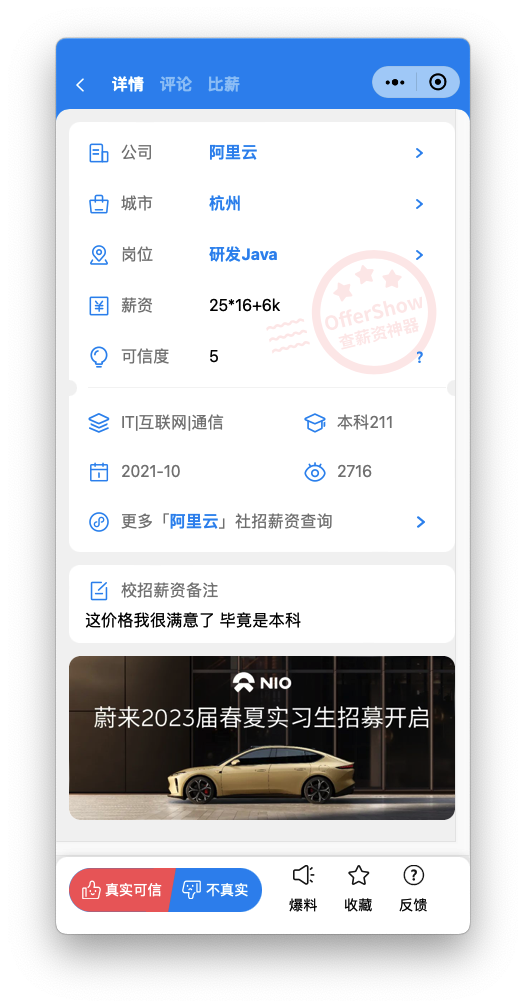 详情 评论 比薪
公司 阿里云
城市 杭州
岗位 研发Java
薪资 25*16+6k
OfferShow
查薪资神器
可信度 5 ?
IT|互联网|通信 本科211
2021-10 2716
更多「阿里云」社招薪资查询
校招薪资备注
这价格我很满意了 毕竟是本科
NIO
蔚来2023届春夏实习生招募开启
真实可信 不真实 爆料 收藏 反馈